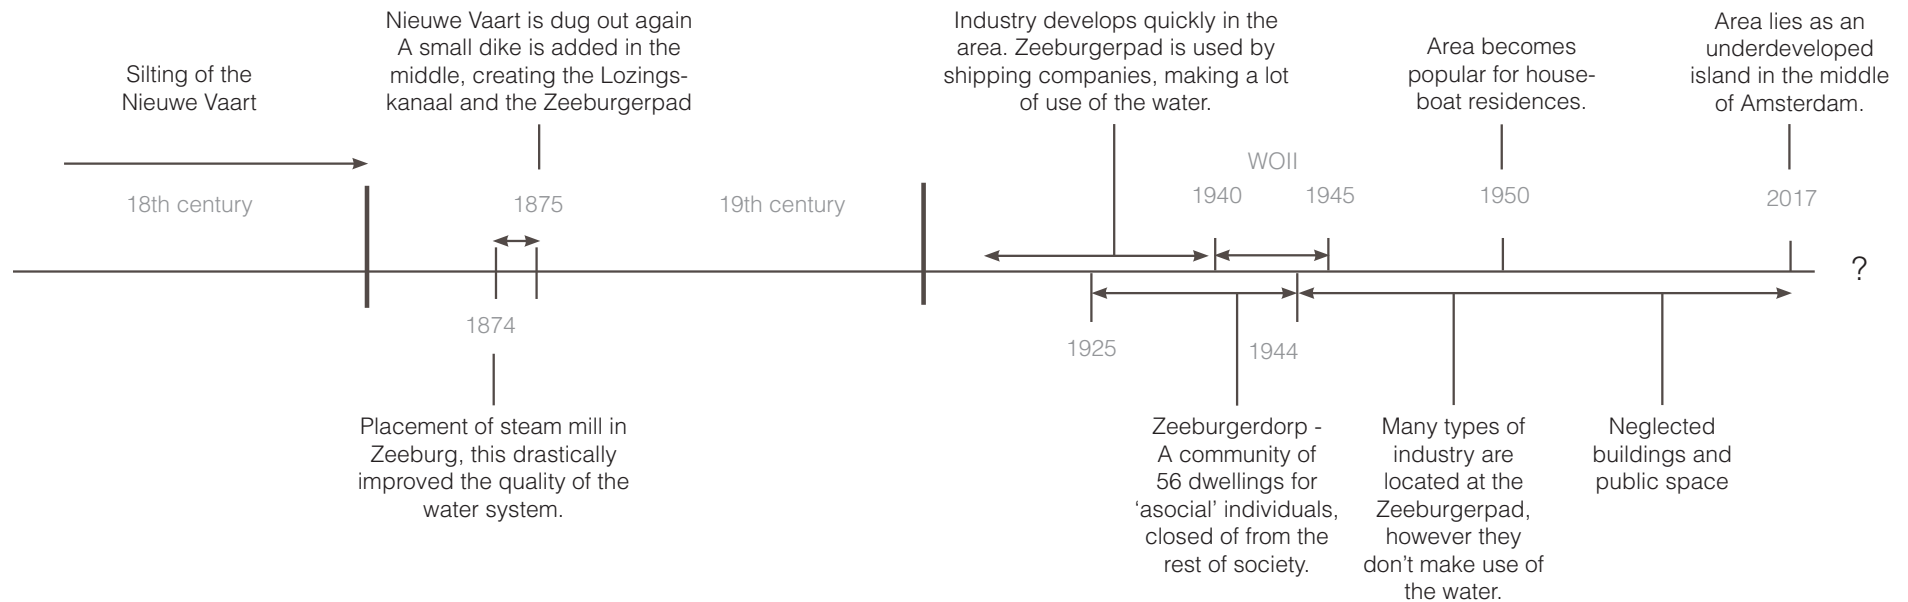 Silting of the
Nieuwe Vaart
Nieuwe Vaart is dug out again
A small dike is added in the
middle, creating the Lozings-
kanaal and the Zeeburgerpad
Industry develops quickly in the
area. Zeeburgerpad is used by
shipping companies, making a lot
of use of the water.
Area becomes
popular for house-
boat residences.
Area lies as an
underdeveloped
island in the middle
of Amsterdam.
18th century
1875
19th century
WOII
1940
1945
1950
2017
?
1874
1925
1944
Placement of steam mill in
Zeeburg, this drastically
improved the quality of the
water system.
Zeeburgerdorp -
A community of
56 dwellings for
‘asocial’ individuals,
closed of from the
rest of society.
Many types of
industry are
located at the
Zeeburgerpad,
however they
don’t make use of
the water.
Neglected
buildings and
public space